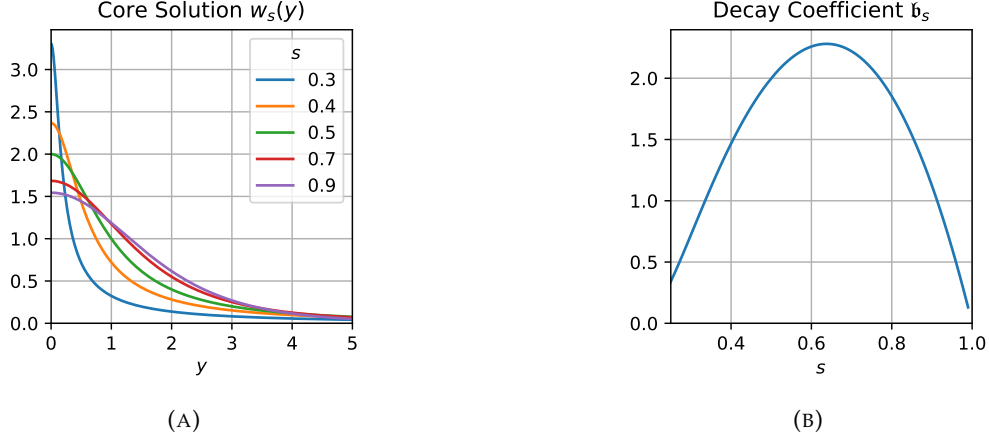 Core Solution w_s(y)
3.0
2.5
2.0
1.5
1.0
0.5
0.0
s
0.3
0.4
0.5
0.7
0.9
0 1 2 3 4 5
y
(A)
Decay Coefficient 𝔟_s
2.0
1.5
1.0
0.5
0.0
0.4 0.6 0.8 1.0
s
(B)